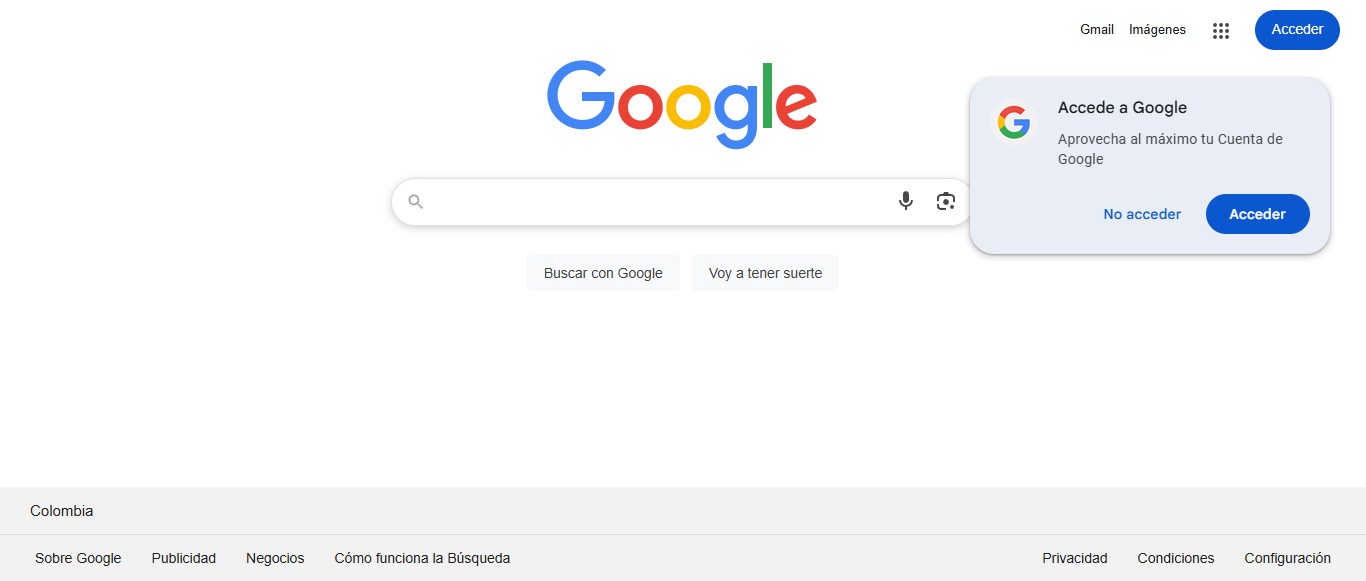 Gmail Imágenes Acceder
Google
Accede a Google
Aprovecha al máximo tu Cuenta de
Google
No acceder Acceder
Buscar con Google Voy a tener suerte
Colombia
Sobre Google Publicidad Negocios Cómo funciona la Búsqueda Privacidad Condiciones Configuración